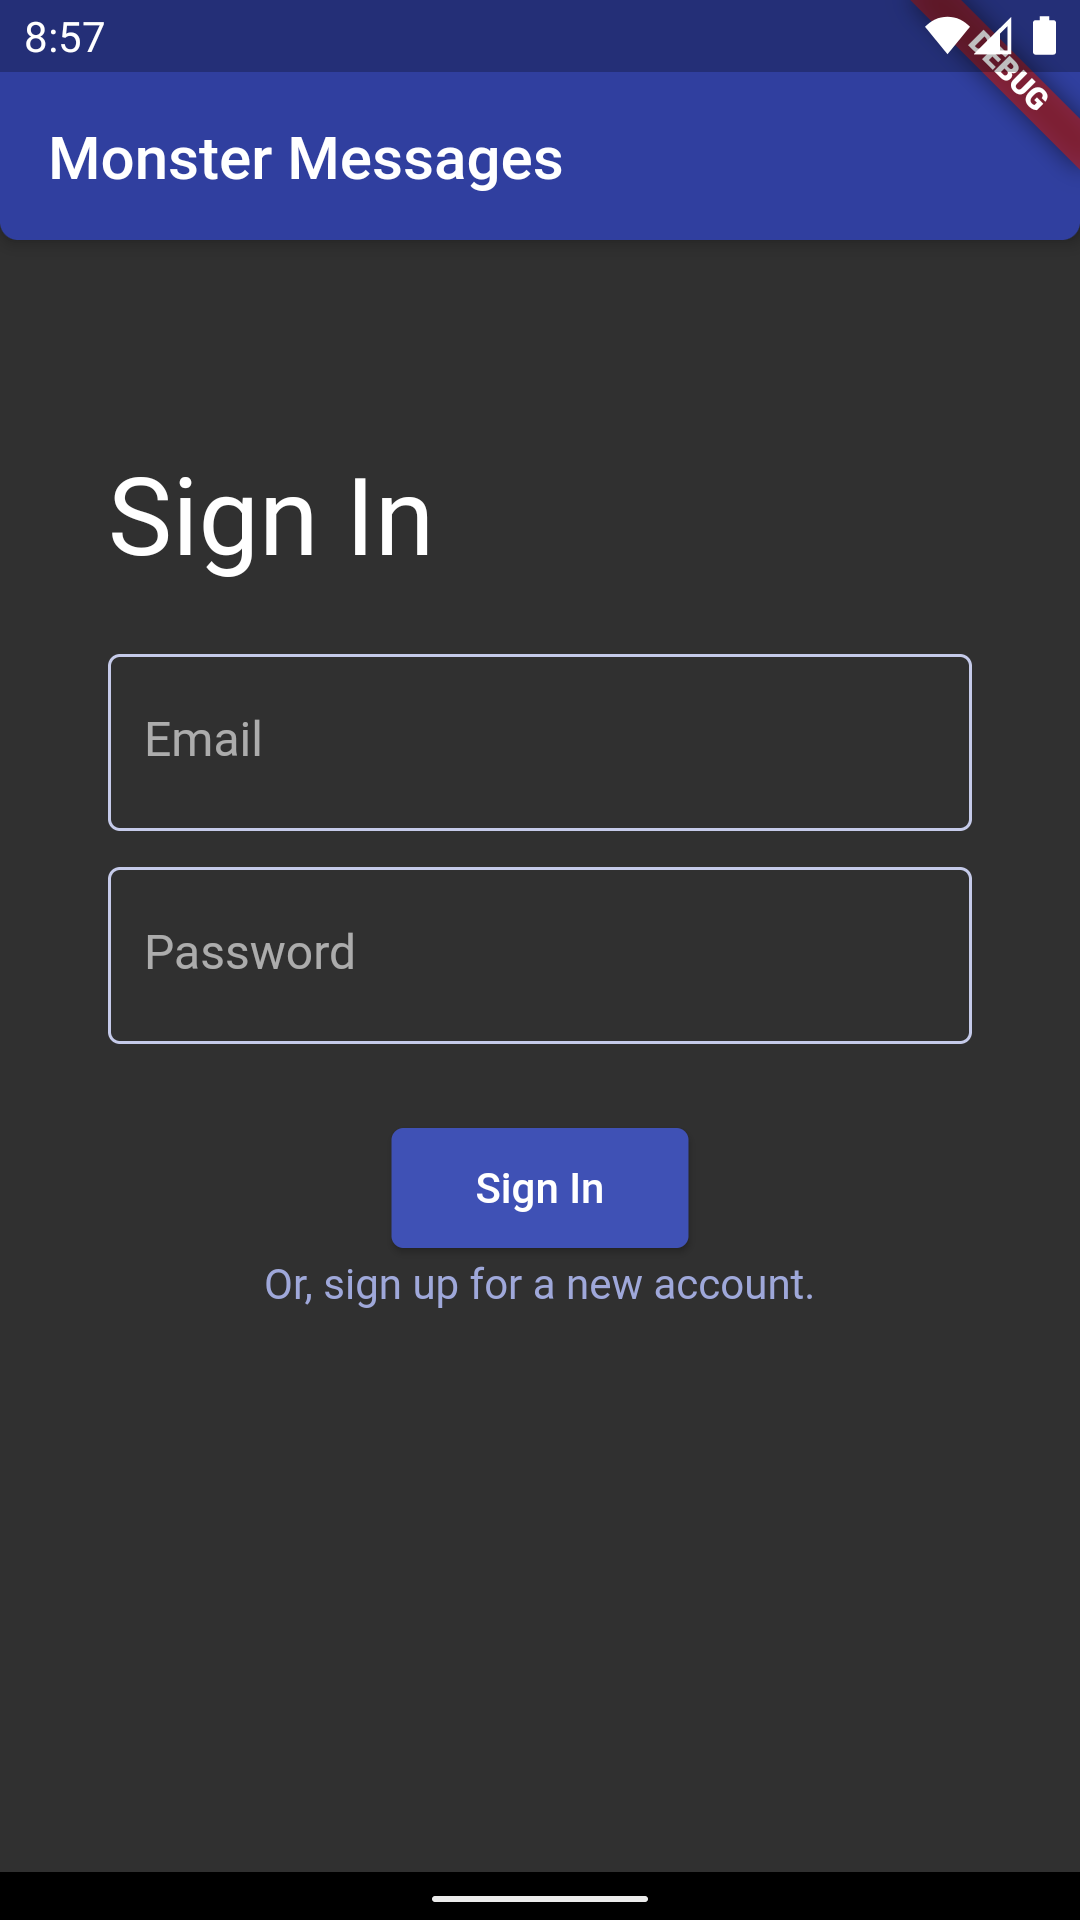 8:57
DEBUG
Monster Messages
Sign In
Email
Password
Sign In
Or, sign up for a new account.